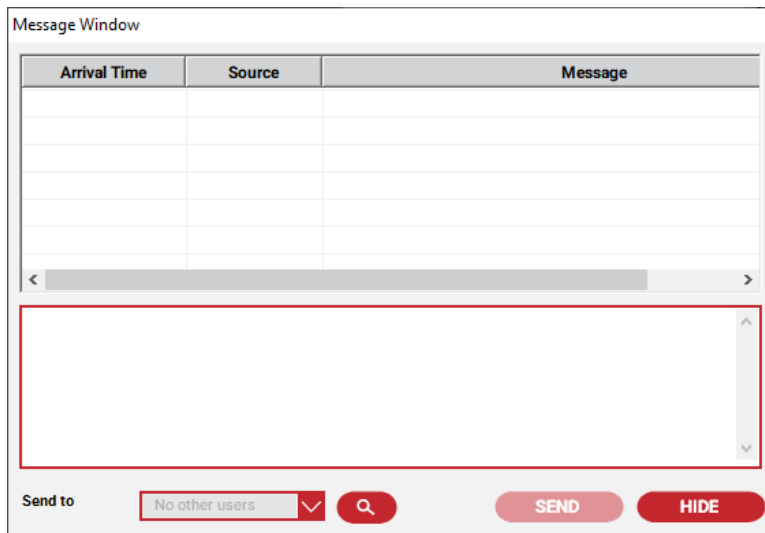 Message Window
Arrival Time Source Message
Send to No other users SEND HIDE